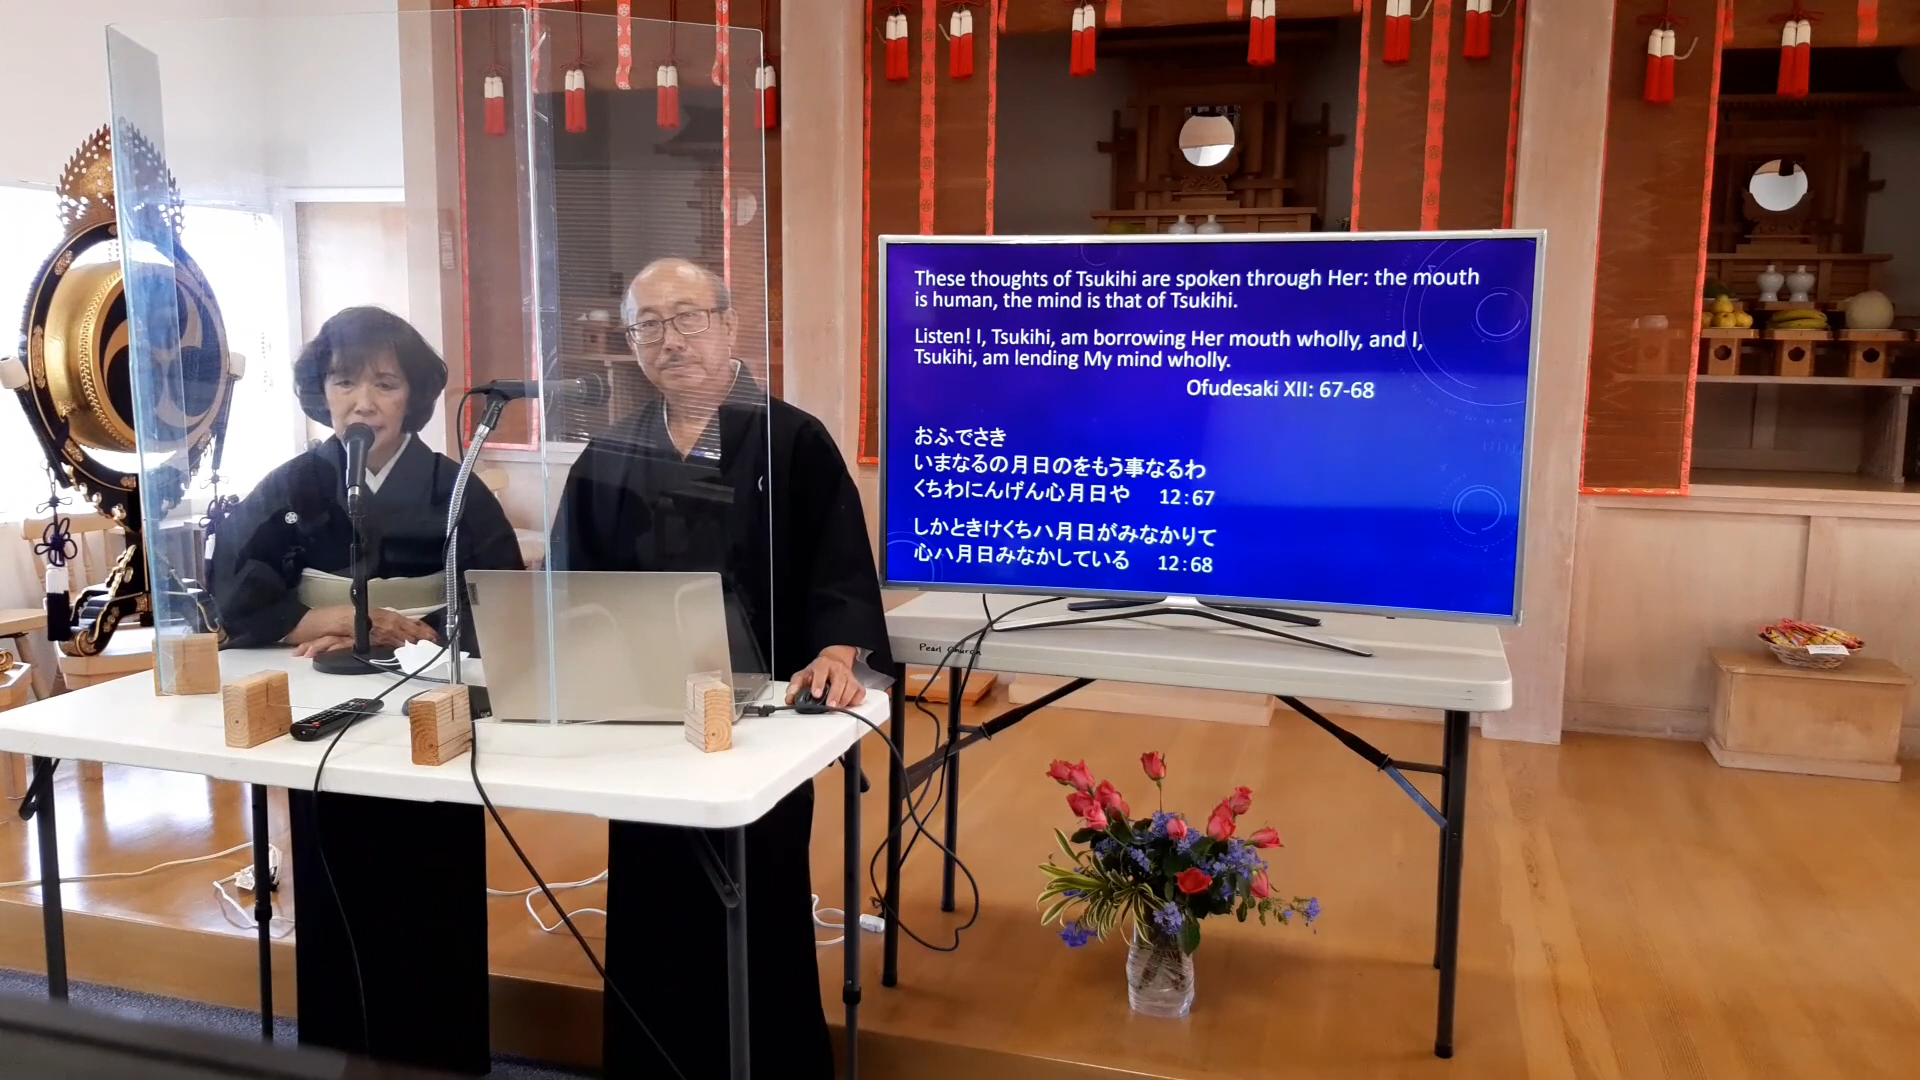 These thoughts of Tsukihi are spoken through Her: the mouth
is human, the mind is that of Tsukihi.
Listen! I, Tsukihi, am borrowing Her mouth wholly, and I,
Tsukihi, am lending My mind wholly.
Ofudesaki XII: 67-68
おふでさき
いまなるの月日のをもう事なるわ
くちわにんげん心月日や 12:67
しかときけくちハ月日がみなかりて
心ハ月日みなかしている 12:68
Pearl Church